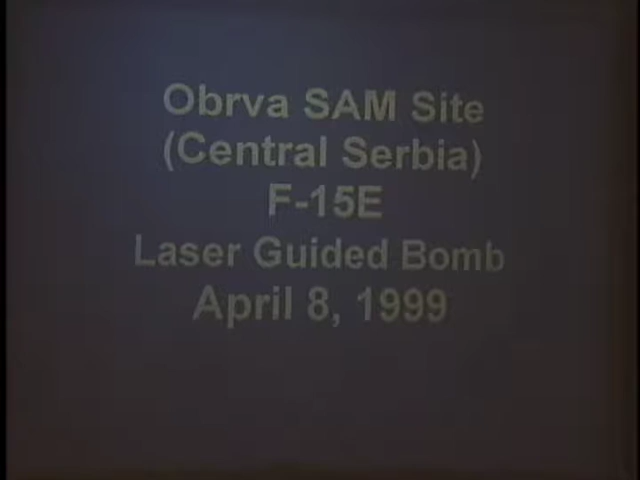 Obrva SAM Site
(Central Serbia)
F-15E
Laser Guided Bomb
April 8, 1999